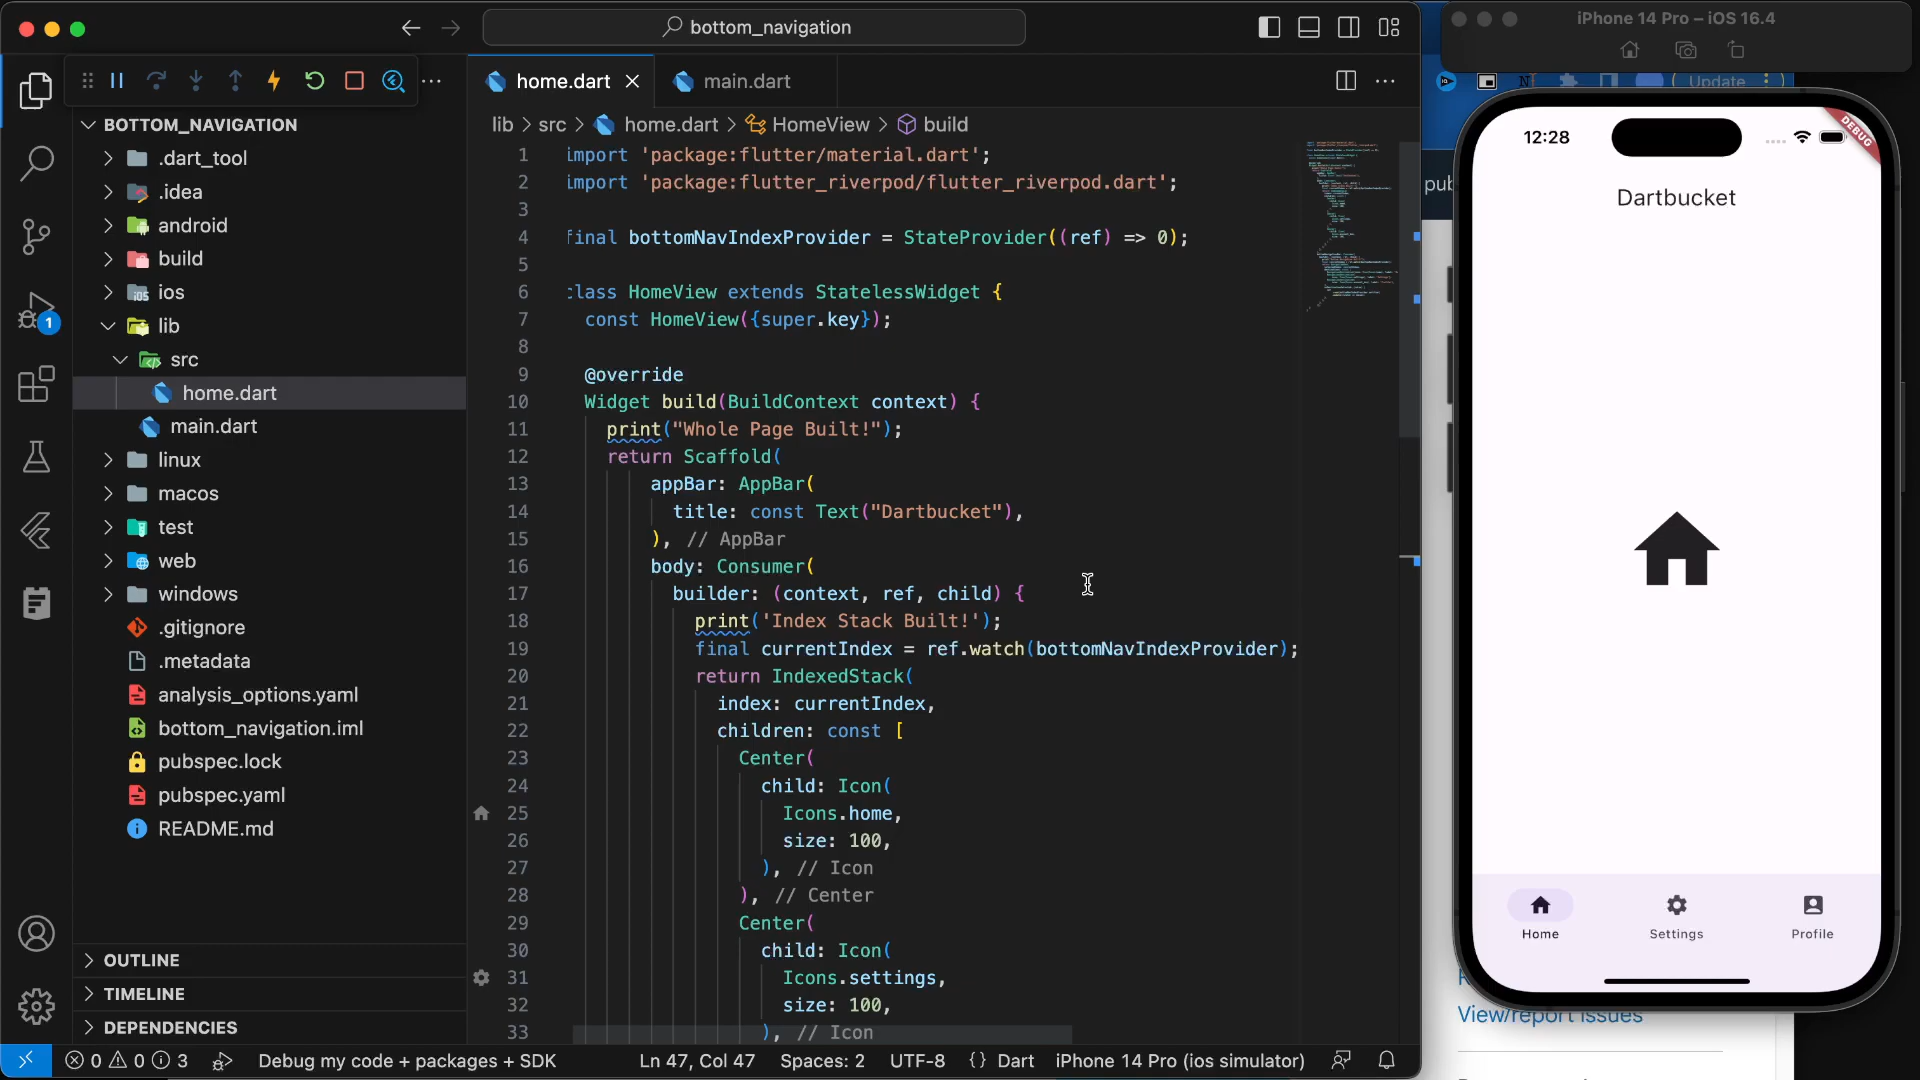 bottom_navigation
iPhone 14 Pro – iOS 16.4
home.dart
main.dart
Update
BOTTOM_NAVIGATION
lib > src > home.dart > HomeView > build
.dart_tool
.idea
android
build
ios
lib
src
home.dart
main.dart
linux
macos
test
web
windows
.gitignore
.metadata
analysis_options.yaml
bottom_navigation.iml
pubspec.lock
pubspec.yaml
README.md
OUTLINE
TIMELINE
DEPENDENCIES
1
1 import 'package:flutter/material.dart';
2 import 'package:flutter_riverpod/flutter_riverpod.dart';
3
4 final bottomNavIndexProvider = StateProvider((ref) => 0);
5
6 class HomeView extends StatelessWidget {
7 const HomeView({super.key});
8
9 @override
10 Widget build(BuildContext context) {
11 print("Whole Page Built!");
12 return Scaffold(
13 appBar: AppBar(
14 title: const Text("Dartbucket"),
15 ), // AppBar
16 body: Consumer(
17 builder: (context, ref, child) {
18 print('Index Stack Built!');
19 final currentIndex = ref.watch(bottomNavIndexProvider);
20 return IndexedStack(
21 index: currentIndex,
22 children: const [
23 Center(
24 child: Icon(
25 Icons.home,
26 size: 100,
27 ), // Icon
28 ), // Center
29 Center(
30 child: Icon(
31 Icons.settings,
32 size: 100,
33 ), // Icon
pub
12:28
DEBUG
Dartbucket
Home
Settings
Profile
View/report issues
0 0 3
Debug my code + packages + SDK
Ln 47, Col 47
Spaces: 2
UTF-8
{} Dart
iPhone 14 Pro (ios simulator)